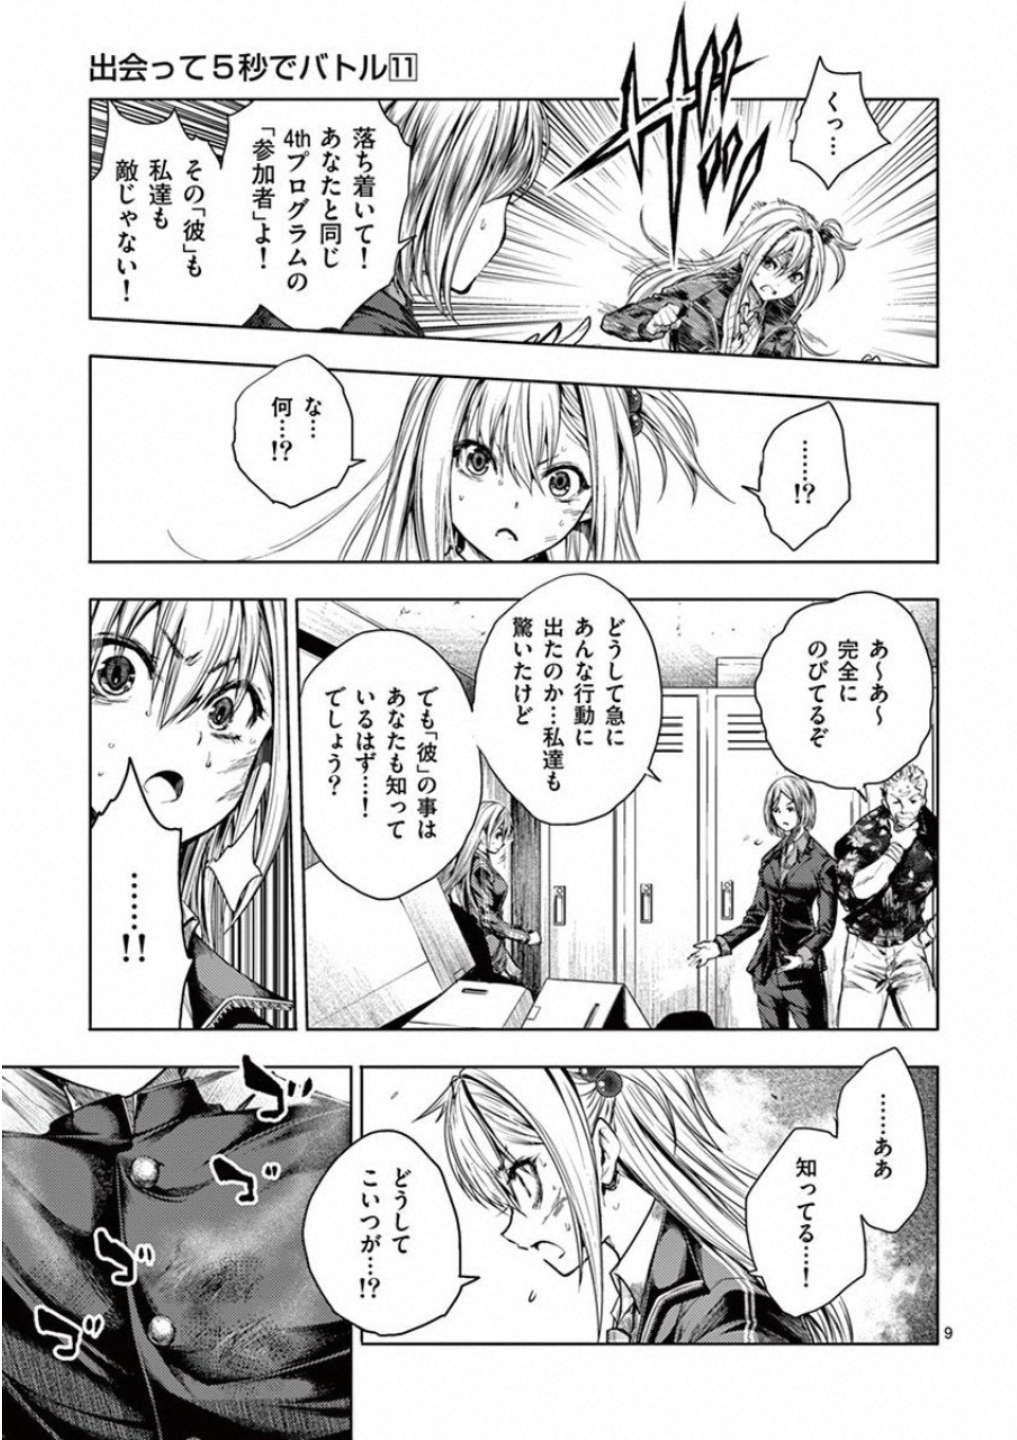 出会って5秒でバトル11
くっ…
落ち着いて!
あなたと同じ
4thプログラムの
「参加者」よ!
その「彼」も
私達も
敵じゃない!
……!?
な…
何…!?
あ〜あ〜
完全に
のびてるぞ
どうして急に
あんな行動に
出たのか…私達も
驚いたけど
でも「彼」の事は
あなたも知って
いるはず…!
でしょう?
……!!
……ああ
知ってる…!
どうして
こいつが…!?
9